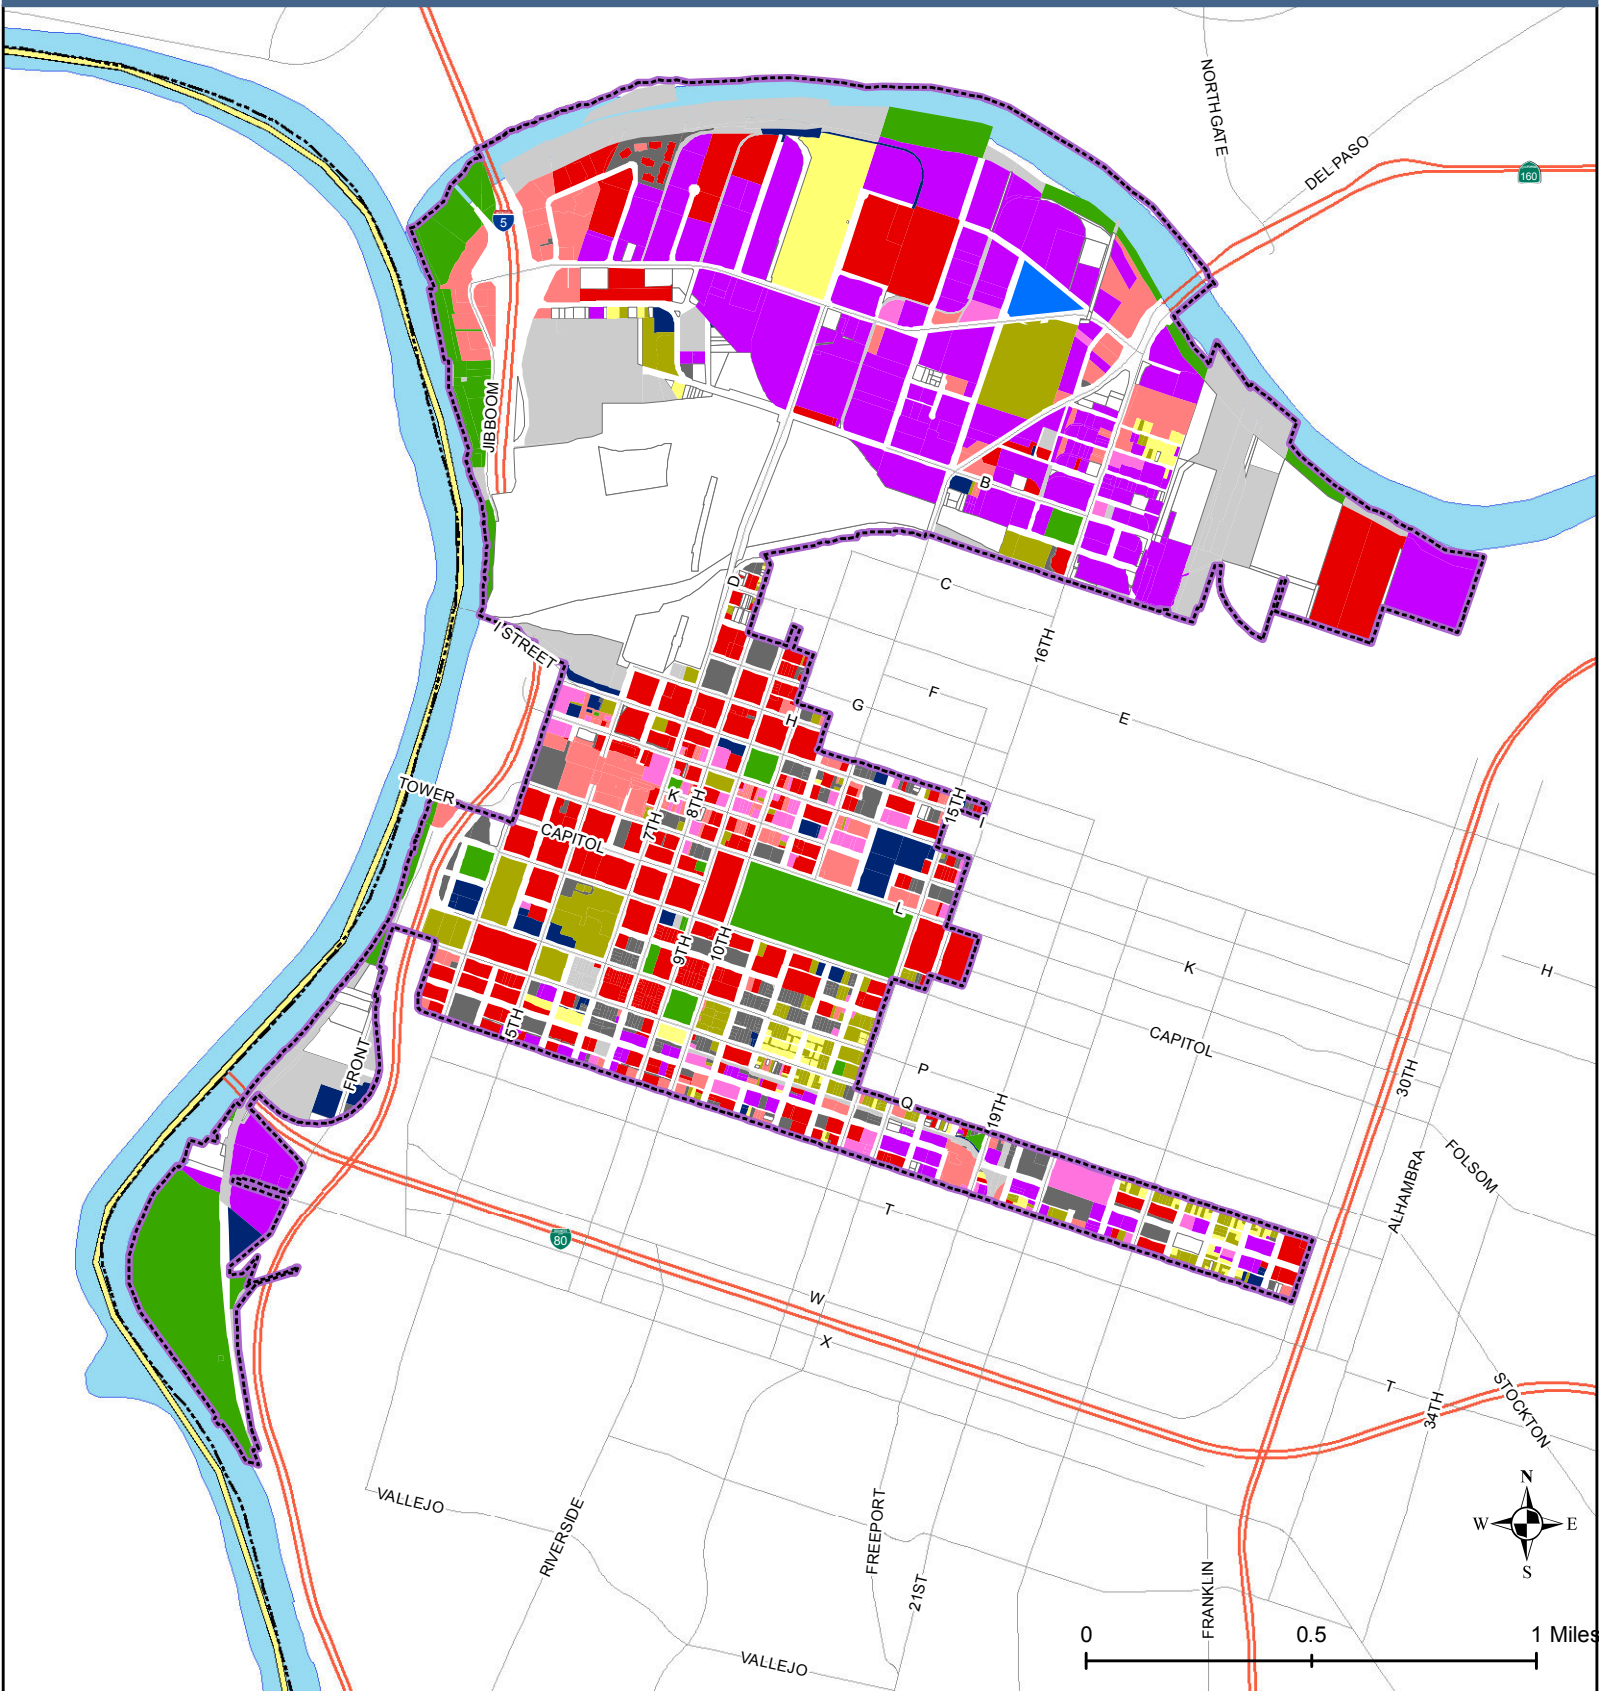 NORTHGATE
DEL PASO
160
5
JIBBOOM
B
D
C
I STREET
16TH
F
G
E
H
TOWER
K
8TH
15TH
I
7TH
CAPITOL
L
9TH
10TH
K
H
5TH
CAPITOL
FRONT
P
30TH
Q
19TH
FOLSOM
ALHAMBRA
T
80
W
X
T
34TH
STOCKTON
VALLEJO
RIVERSIDE
FREEPORT
21ST
FRANKLIN
VALLEJO
N
W E
S
0 0.5 1 Miles